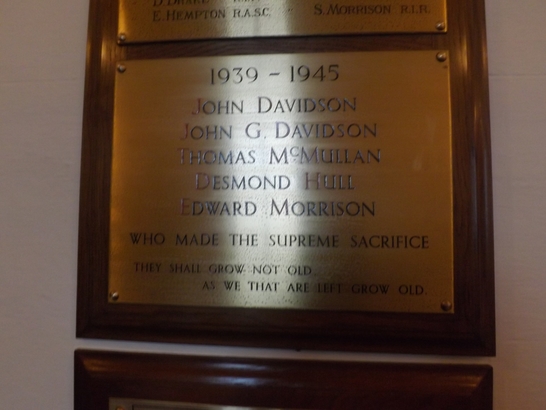 E. HEMPTON R.A.S.C. S. MORRISON R.I.R.
1939 - 1945
JOHN DAVIDSON
JOHN G. DAVIDSON
THOMAS McMULLAN
DESMOND HULL
EDWARD MORRISON
WHO MADE THE SUPREME SACRIFICE
THEY SHALL GROW NOT OLD
AS WE THAT ARE LEFT GROW OLD.